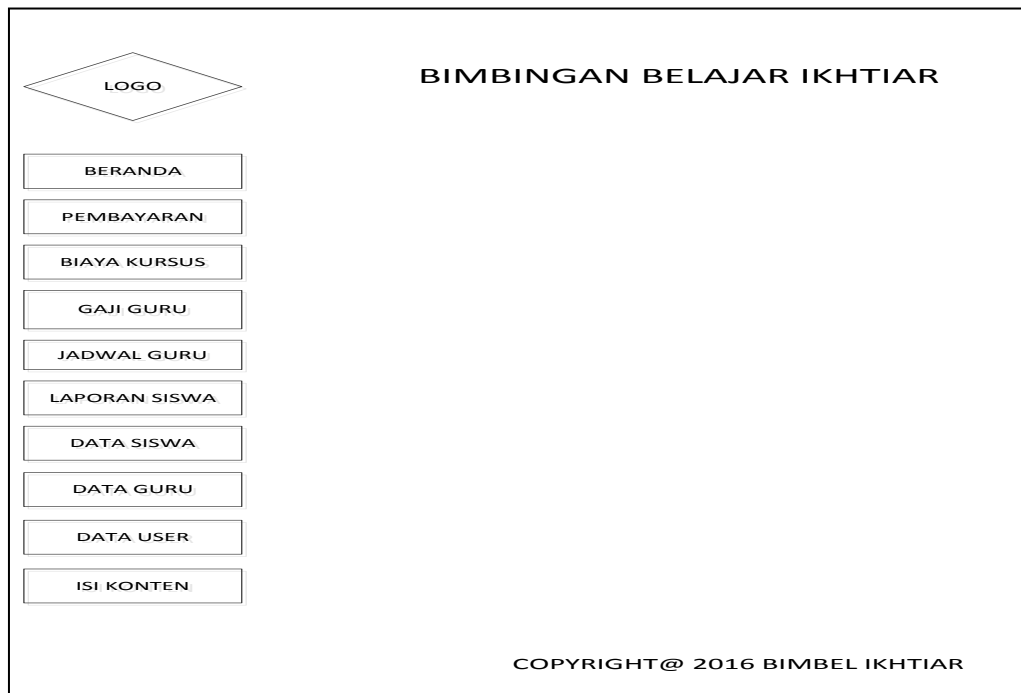 LOGO
BIMBINGAN BELAJAR IKHTIAR
BERANDA
PEMBAYARAN
BIAYA KURSUS
GAJI GURU
JADWAL GURU
LAPORAN SISWA
DATA SISWA
DATA GURU
DATA USER
ISI KONTEN
COPYRIGHT@ 2016 BIMBEL IKHTIAR